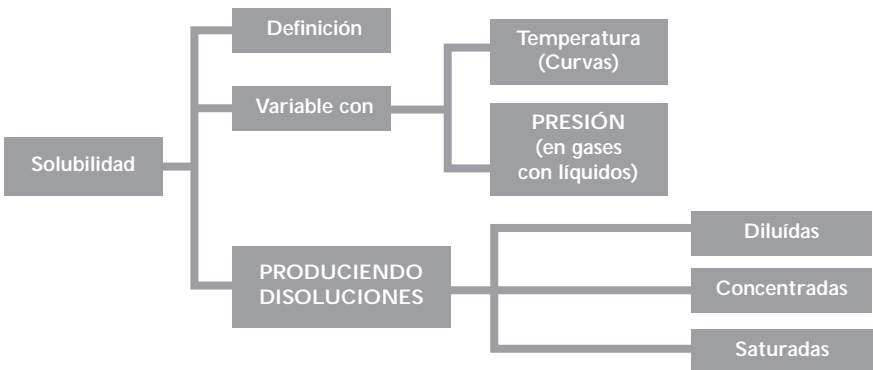 Definición
Temperatura
(Curvas)
Variable con
PRESIÓN
(en gases
con líquidos)
Solubilidad
PRODUCIENDO
DISOLUCIONES
Diluídas
Concentradas
Saturadas